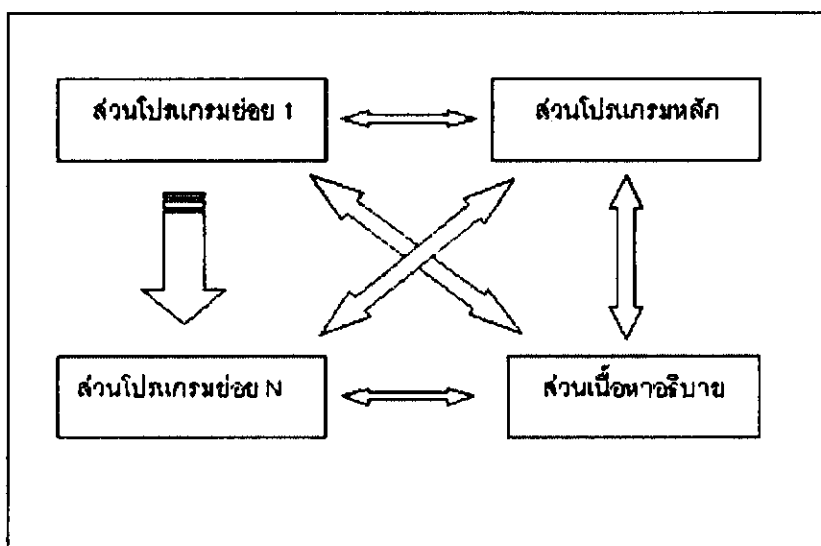 ส่วนโปรแกรมย่อย 1
ส่วนโปรแกรมหลัก
ส่วนโปรแกรมย่อย N
ส่วนเนื้อหาอธิบาย